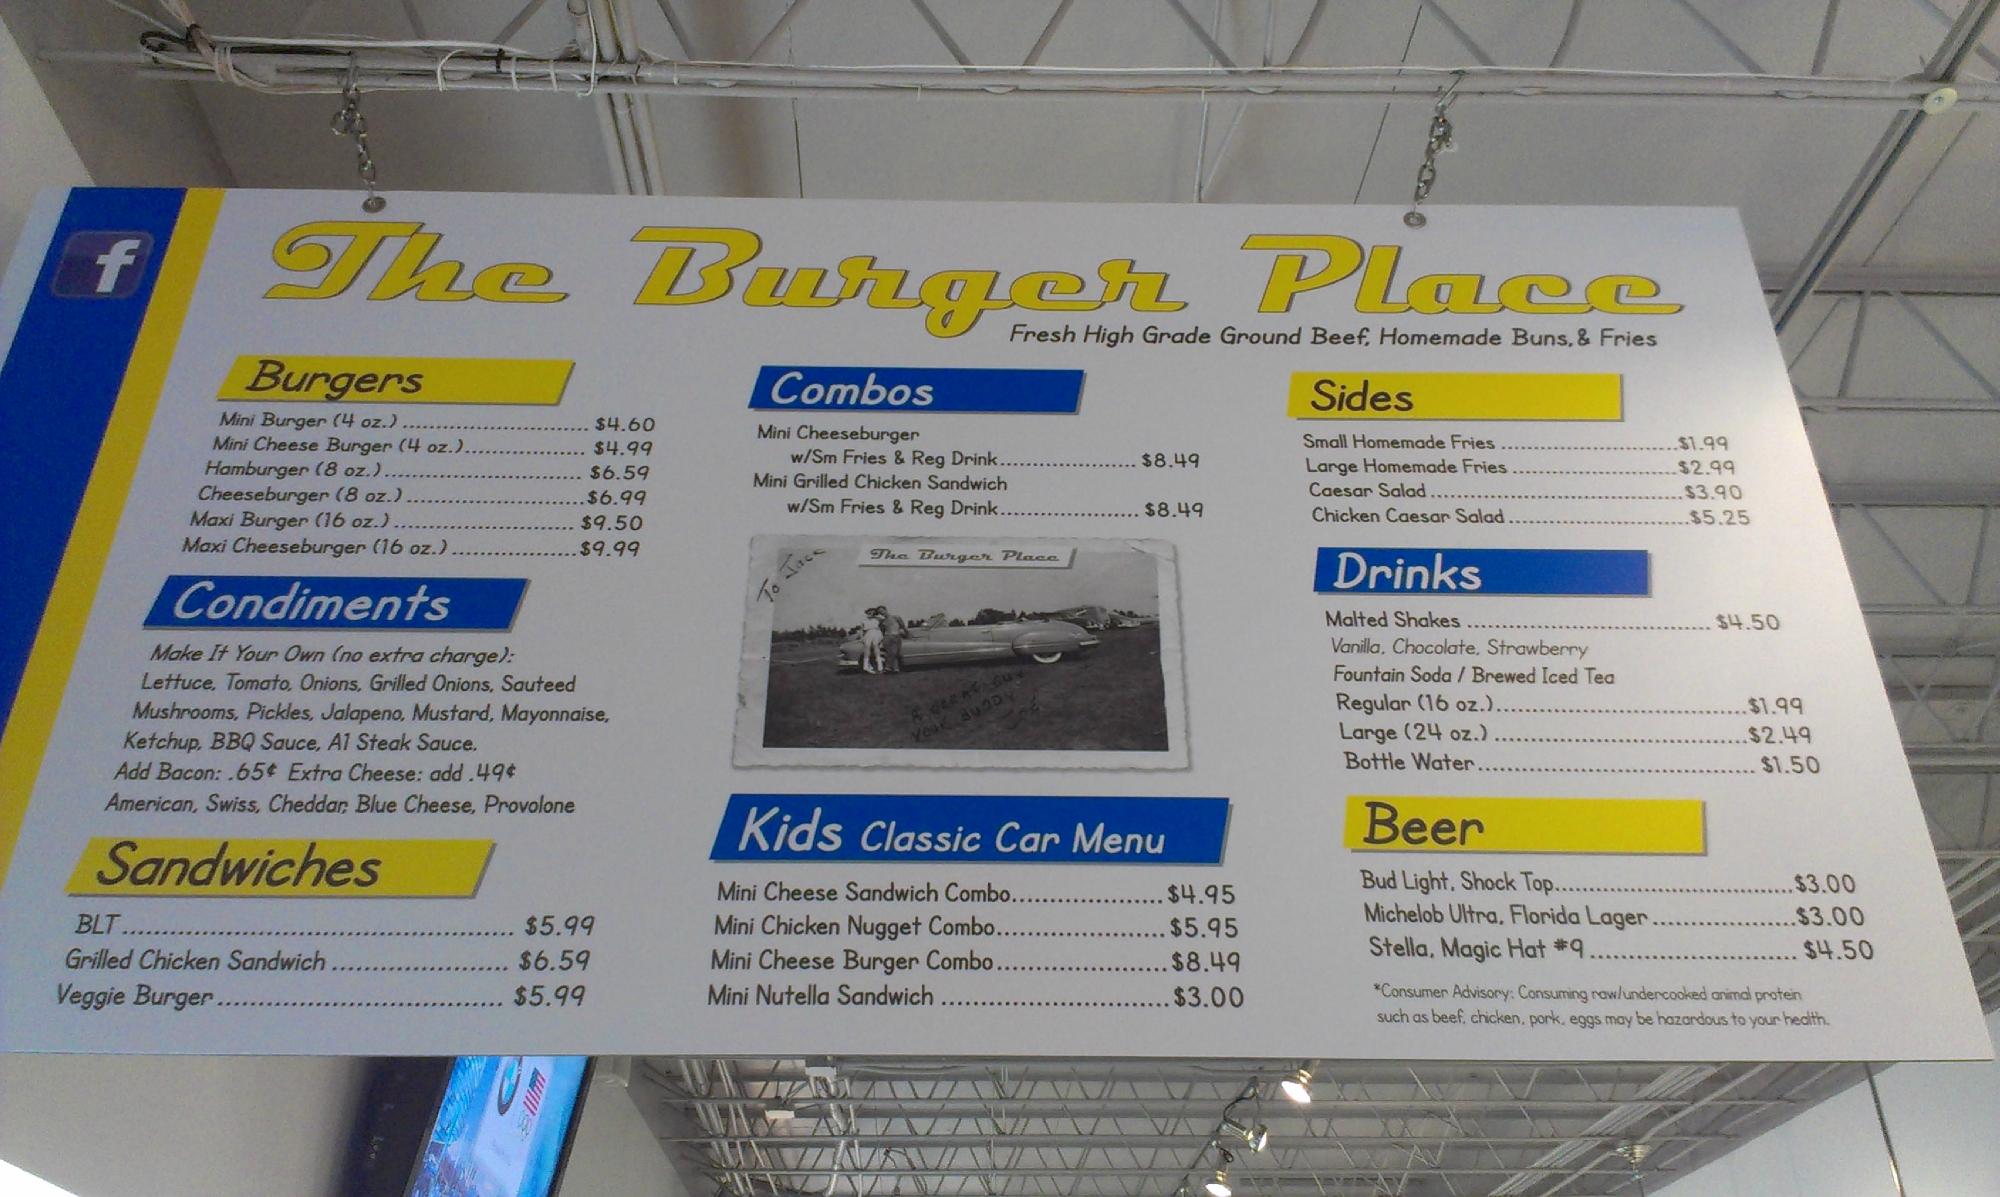 f
The Burger Place
Fresh High Grade Ground Beef, Homemade Buns, & Fries
Burgers
Mini Burger (4 oz.) ................................ $4.60
Mini Cheese Burger (4 oz.)..................... $4.99
Hamburger (8 oz.).................................. $6.59
Cheeseburger (8 oz.) .............................$6.99
Maxi Burger (16 oz.) ............................. $9.50
Maxi Cheeseburger (16 oz.) ....................$9.99
Condiments
Make It Your Own (no extra charge):
Lettuce, Tomato, Onions, Grilled Onions, Sauteed
Mushrooms, Pickles, Jalapeno, Mustard, Mayonnaise,
Ketchup, BBQ Sauce, A1 Steak Sauce.
Add Bacon: .65¢ Extra Cheese: add .49¢
American, Swiss, Cheddar, Blue Cheese, Provolone
Sandwiches
BLT .................................................. $5.99
Grilled Chicken Sandwich ...................... $6.59
Veggie Burger .................................... $5.99
Combos
Mini Cheeseburger
w/Sm Fries & Reg Drink....................... $8.49
Mini Grilled Chicken Sandwich
w/Sm Fries & Reg Drink....................... $8.49
To Jace
The Burger Place
YOUR BUDDY
Kids Classic Car Menu
Mini Cheese Sandwich Combo.....................$4.95
Mini Chicken Nugget Combo.......................$5.95
Mini Cheese Burger Combo.......................$8.49
Mini Nutella Sandwich ..............................$3.00
Sides
Small Homemade Fries .........................$1.99
Large Homemade Fries .......................$2.99
Caesar Salad ....................................$3.90
Chicken Caesar Salad .........................$5.25
Drinks
Malted Shakes .................................. $4.50
Vanilla, Chocolate, Strawberry
Fountain Soda / Brewed Iced Tea
Regular (16 oz.)...................................$1.99
Large (24 oz.) ...................................$2.49
Bottle Water...................................... $1.50
Beer
Bud Light, Shock Top................................$3.00
Michelob Ultra, Florida Lager...................$3.00
Stella, Magic Hat #9............................. $4.50
*Consumer Advisory: Consuming raw/undercooked animal protein
such as beef, chicken, pork, eggs may be hazardous to your health.